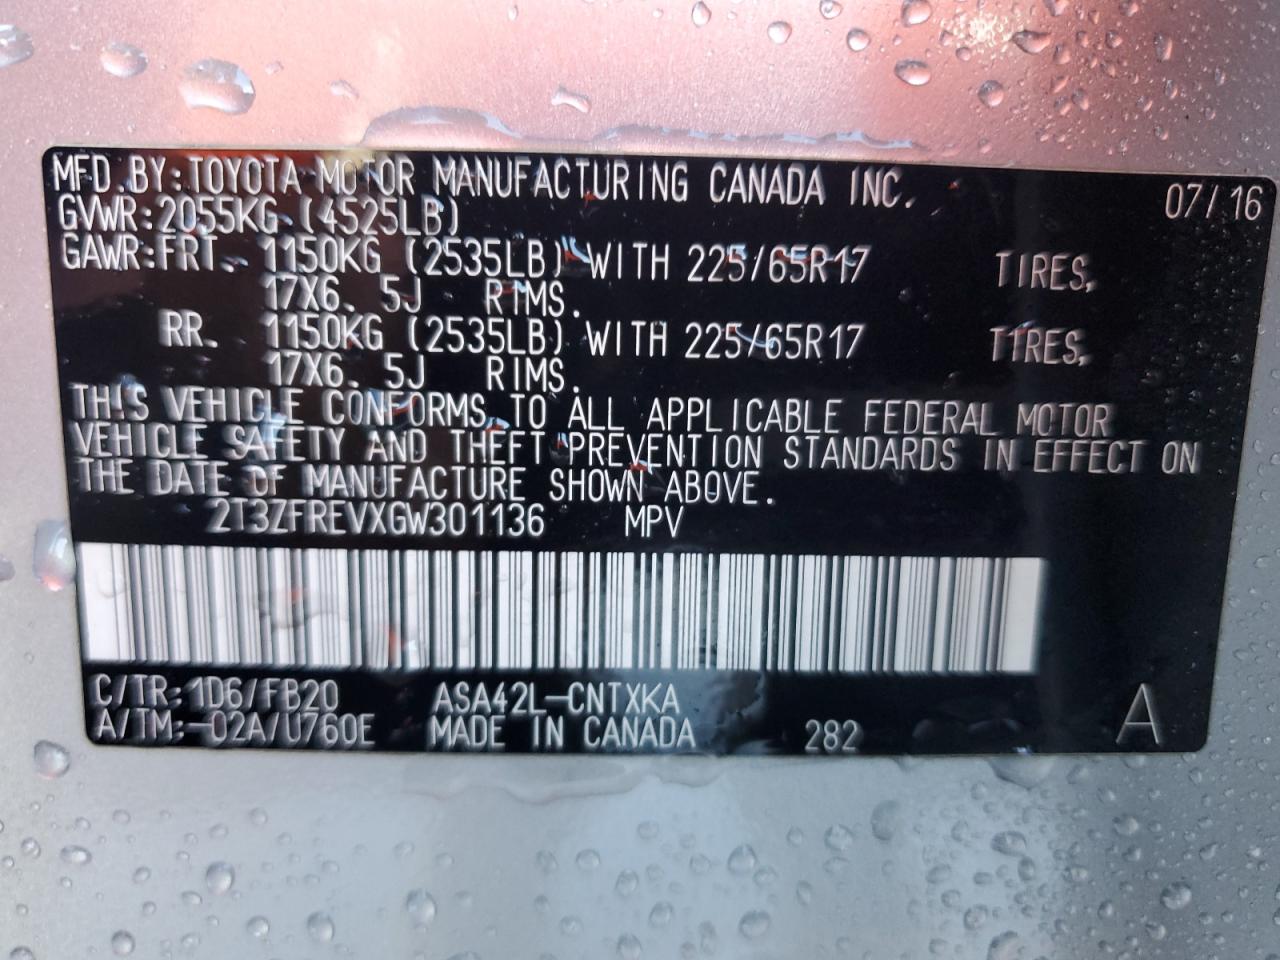 MFD. BY: TOYOTA MOTOR MANUFACTURING CANADA INC. 07/16
GVWR: 2055KG (4525LB)
GAWR: FRT. 1150KG (2535LB) WITH 225/65R17 TIRES,
17X6.5J RIMS.
RR. 1150KG (2535LB) WITH 225/65R17 TIRES,
17X6.5J RIMS.
THIS VEHICLE CONFORMS TO ALL APPLICABLE FEDERAL MOTOR
VEHICLE SAFETY AND THEFT PREVENTION STANDARDS IN EFFECT ON
THE DATE OF MANUFACTURE SHOWN ABOVE.
2T3ZFREVXGW301136 MPV
C/TR: 1D6/FB20 ASA42L-CNTXKA
A/TM: -02A/U760E MADE IN CANADA 282 A